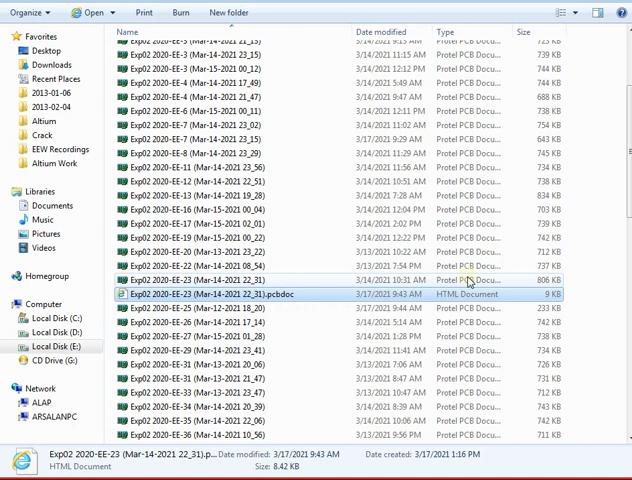 Organize Open Print Burn New folder
Name Date modified Type Size
Favorites
Desktop
Downloads
Recent Places
2013-01-06
2013-02-04
Altium
Crack
EEW Recordings
Altium Work
Libraries
Documents
Music
Pictures
Videos
Homegroup
Computer
Local Disk (C:)
Local Disk (D:)
Local Disk (E:)
CD Drive (G:)
Network
ALAP
ARSALANPC
Exp02 2020-EE-3 (Mar-14-2021 21_15) 3/14/2021 9:15 AM Protel PCB Docu... 723 KB
Exp02 2020-EE-3 (Mar-14-2021 23_15) 3/14/2021 11:15 AM Protel PCB Docu... 739 KB
Exp02 2020-EE-3 (Mar-15-2021 00_12) 3/14/2021 12:12 PM Protel PCB Docu... 744 KB
Exp02 2020-EE-4 (Mar-14-2021 17_49) 3/14/2021 5:49 AM Protel PCB Docu... 744 KB
Exp02 2020-EE-4 (Mar-14-2021 21_47) 3/14/2021 9:47 AM Protel PCB Docu... 688 KB
Exp02 2020-EE-6 (Mar-15-2021 00_11) 3/14/2021 12:11 PM Protel PCB Docu... 708 KB
Exp02 2020-EE-7 (Mar-14-2021 23_02) 3/14/2021 11:02 AM Protel PCB Docu... 754 KB
Exp02 2020-EE-7 (Mar-14-2021 23_15) 3/17/2021 9:29 AM Protel PCB Docu... 643 KB
Exp02 2020-EE-8 (Mar-14-2021 23_29) 3/14/2021 11:29 AM Protel PCB Docu... 745 KB
Exp02 2020-EE-11 (Mar-14-2021 23_56) 3/14/2021 11:56 AM Protel PCB Docu... 734 KB
Exp02 2020-EE-12 (Mar-14-2021 22_51) 3/14/2021 10:51 AM Protel PCB Docu... 738 KB
Exp02 2020-EE-13 (Mar-14-2021 19_28) 3/14/2021 7:28 AM Protel PCB Docu... 834 KB
Exp02 2020-EE-16 (Mar-15-2021 00_04) 3/14/2021 12:04 PM Protel PCB Docu... 703 KB
Exp02 2020-EE-17 (Mar-15-2021 02_01) 3/14/2021 2:02 PM Protel PCB Docu... 739 KB
Exp02 2020-EE-19 (Mar-15-2021 00_22) 3/14/2021 12:22 PM Protel PCB Docu... 742 KB
Exp02 2020-EE-20 (Mar-13-2021 23_22) 3/13/2021 10:22 AM Protel PCB Docu... 712 KB
Exp02 2020-EE-22 (Mar-14-2021 08_54) 3/13/2021 7:54 PM Protel PCB Docu... 737 KB
Exp02 2020-EE-23 (Mar-14-2021 22_31) 3/14/2021 10:31 AM Protel PCB Docu... 806 KB
Exp02 2020-EE-23 (Mar-14-2021 22_31).pcbdoc 3/17/2021 9:43 AM HTML Document 9 KB
Exp02 2020-EE-25 (Mar-12-2021 18_20) 3/17/2021 9:44 AM Protel PCB Docu... 233 KB
Exp02 2020-EE-26 (Mar-14-2021 17_14) 3/14/2021 5:14 AM Protel PCB Docu... 742 KB
Exp02 2020-EE-27 (Mar-15-2021 01_28) 3/14/2021 1:28 PM Protel PCB Docu... 738 KB
Exp02 2020-EE-29 (Mar-14-2021 23_41) 3/14/2021 11:41 AM Protel PCB Docu... 734 KB
Exp02 2020-EE-31 (Mar-13-2021 20_06) 3/13/2021 7:06 AM Protel PCB Docu... 726 KB
Exp02 2020-EE-31 (Mar-13-2021 21_47) 3/13/2021 8:47 AM Protel PCB Docu... 731 KB
Exp02 2020-EE-33 (Mar-13-2021 23_47) 3/13/2021 10:47 AM Protel PCB Docu... 742 KB
Exp02 2020-EE-34 (Mar-14-2021 20_39) 3/14/2021 8:39 AM Protel PCB Docu... 743 KB
Exp02 2020-EE-35 (Mar-14-2021 22_06) 3/14/2021 10:06 AM Protel PCB Docu... 742 KB
Exp02 2020-EE-36 (Mar-14-2021 10_56) 3/13/2021 9:56 PM Protel PCB Docu... 711 KB
Exp02 2020-EE-23 (Mar-14-2021 22_31).p... Date modified: 3/17/2021 9:43 AM Date created: 3/17/2021 1:16 PM
HTML Document Size: 8.42 KB